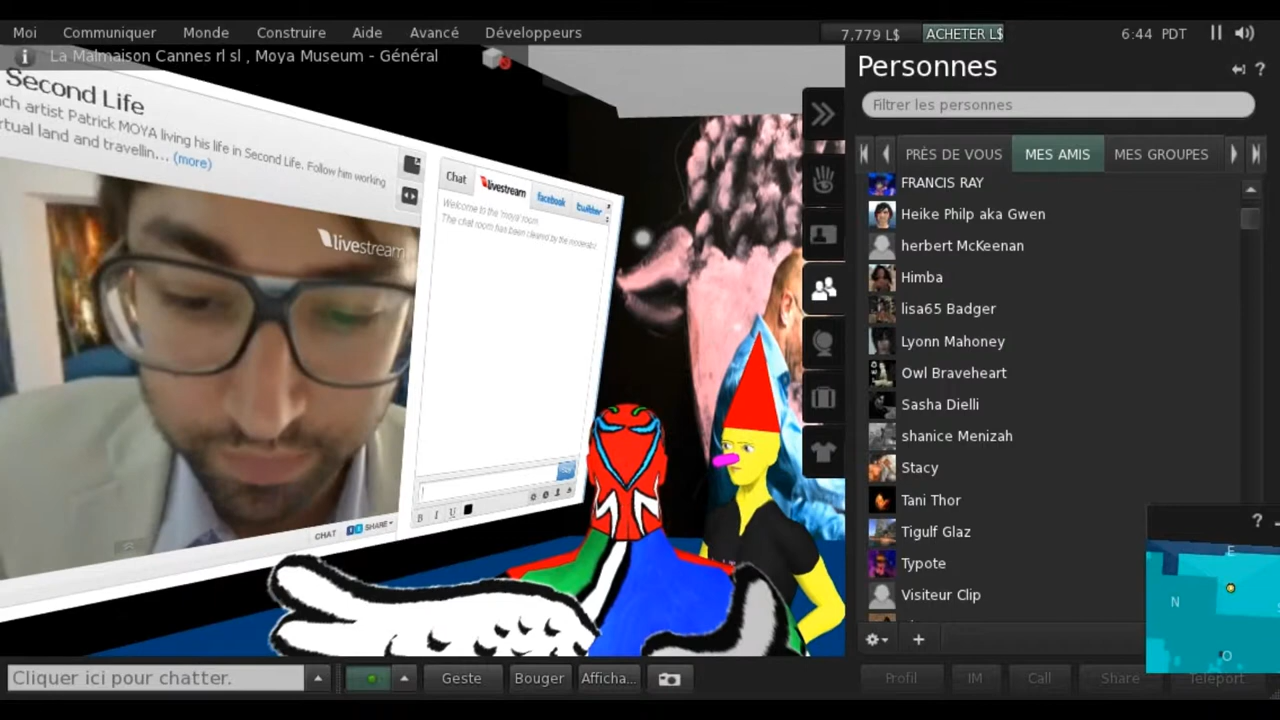 Moi Communiquer Monde Construire Aide Avancé Développeurs 7,779 L$ ACHETER L$ 6:44 PDT
La Malmaison Cannes rl sl , Moya Museum - Général
Second Life
ach artist Patrick MOYA living his life in Second Life. Follow him working
rtual land and travellin... (more)
livestream
CHAT SHARE
Chat livestream facebook twitter
Welcome to the 'moya' room.
The chat room has been cleared by the moderator
B I U
Personnes
?
Filtrer les personnes
PRÈS DE VOUS MES AMIS MES GROUPES
FRANCIS RAY
Heike Philp aka Gwen
herbert McKeenan
Himba
lisa65 Badger
Lyonn Mahoney
Owl Braveheart
Sasha Dielli
shanice Menizah
Stacy
Tani Thor
Tigulf Glaz
Typote
Visiteur Clip
?
E
N
O
Cliquer ici pour chatter. Geste Bouger Afficha... Profil IM Call Share Teleport